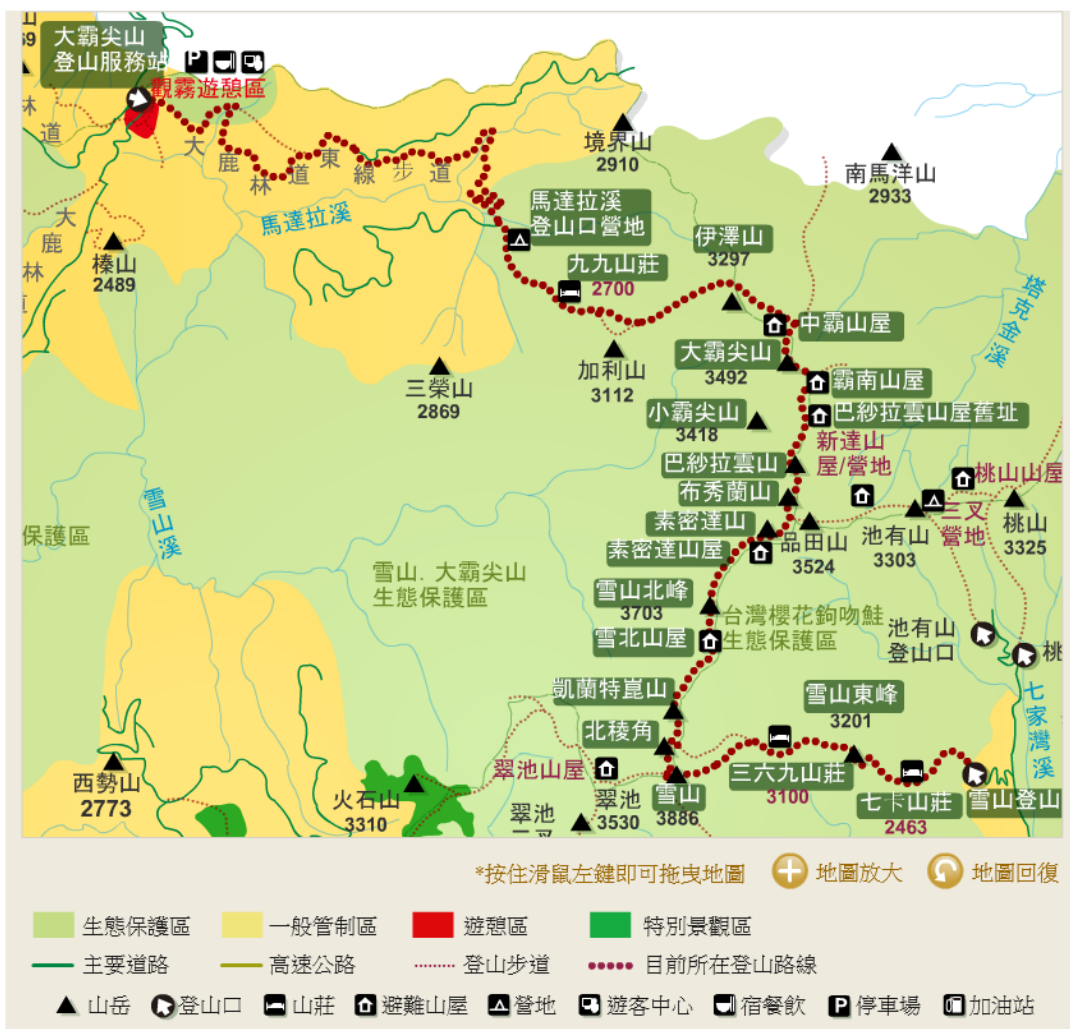 山
69
大霸尖山
登山服務站
觀霧遊憩區
林
道
大
鹿
林
道
東
線
步
道
境界山
2910
南馬洋山
2933
馬達拉溪
馬達拉溪
登山口營地
伊澤山
3297
大
鹿
林
道
榛山
2489
九九山莊
2700
塔
克
金
溪
中霸山屋
大霸尖山
3492
加利山
3112
三榮山
2869
霸南山屋
小霸尖山
3418
巴紗拉雲山屋舊址
新達山
屋/營地
巴紗拉雲山
桃山山屋
布秀蘭山
三叉
營地
雪
山
溪
素密達山
品田山
3524
池有山
3303
桃山
3325
保護區
素密達山屋
雪山. 大霸尖山
生態保護區
雪山北峰
3703
台灣櫻花鉤吻鮭
生態保護區
池有山
登山口
雪北山屋
桃
凱蘭特崑山
雪山東峰
3201
七
家
灣
溪
北稜角
翠池山屋
三六九山莊
3100
西勢山
2773
火石山
3310
翠池
3530
雪山
3886
七卡山莊
2463
雪山登山
翠池
三叉
*按住滑鼠左鍵即可拖曳地圖
地圖放大
地圖回復
生態保護區
一般管制區
遊憩區
特別景觀區
主要道路
高速公路
登山步道
目前所在登山路線
山岳
登山口
山莊
避難山屋
營地
遊客中心
宿餐飲
停車場
加油站